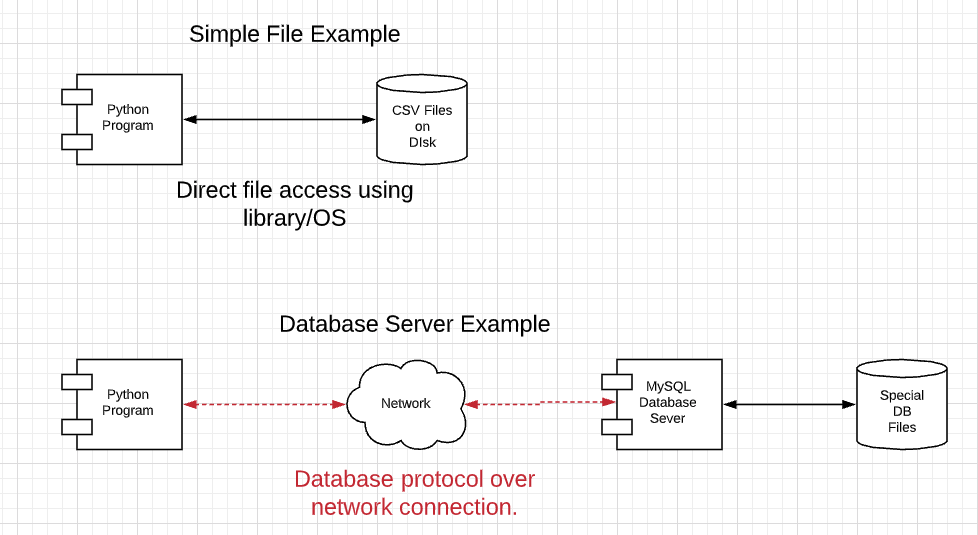 Simple File Example
Python
Program
CSV Files
on
DIsk
Direct file access using
library/OS
Database Server Example
Python
Program
Network
MySQL
Database
Sever
Special
DB
Files
Database protocol over
network connection.